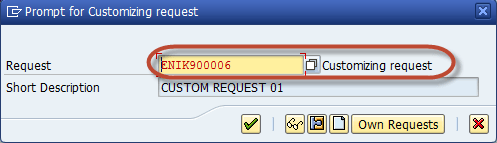 Prompt for Customizing request
Request ENIK900006 Customizing request
Short Description CUSTOM REQUEST 01
Own Requests